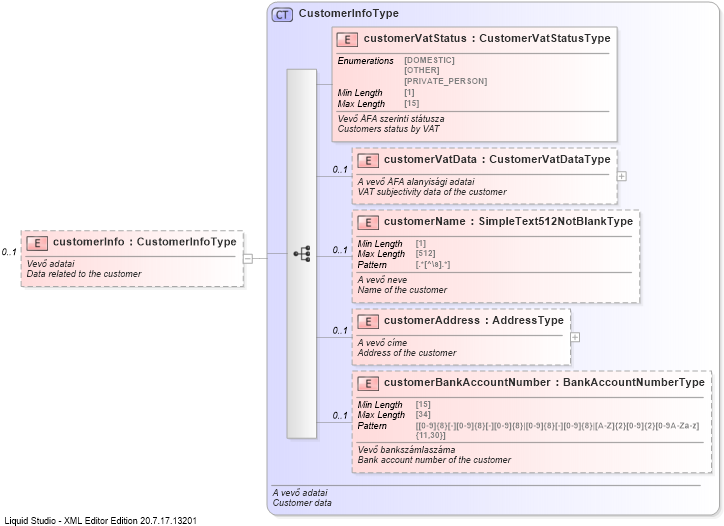 CT CustomerInfoType
E customerVatStatus : CustomerVatStatusType
Enumerations [DOMESTIC]
[OTHER]
[PRIVATE_PERSON]
Min Length [1]
Max Length [15]
Vevő ÁFA szerinti státusza
Customers status by VAT
0..1
E customerVatData : CustomerVatDataType
A vevő ÁFA alanyisági adatai
VAT subjectivity data of the customer
E customerName : SimpleText512NotBlankType
0..1
Min Length [1]
Max Length [512]
Pattern [.*[^\s].*]
A vevő neve
Name of the customer
0..1
E customerInfo : CustomerInfoType
Vevő adatai
Data related to the customer
0..1
E customerAddress : AddressType
A vevő címe
Address of the customer
E customerBankAccountNumber : BankAccountNumberType
0..1
Min Length [15]
Max Length [34]
Pattern [[0-9]{8}[-][0-9]{8}[-][0-9]{8}|[0-9]{8}[-][0-9]{8}|[A-Z]{2}[0-9]{2}[0-9A-Za-z]
{11,30}]
Vevő bankszámlaszáma
Bank account number of the customer
A vevő adatai
Customer data
Liquid Studio - XML Editor Edition 20.7.17.13201